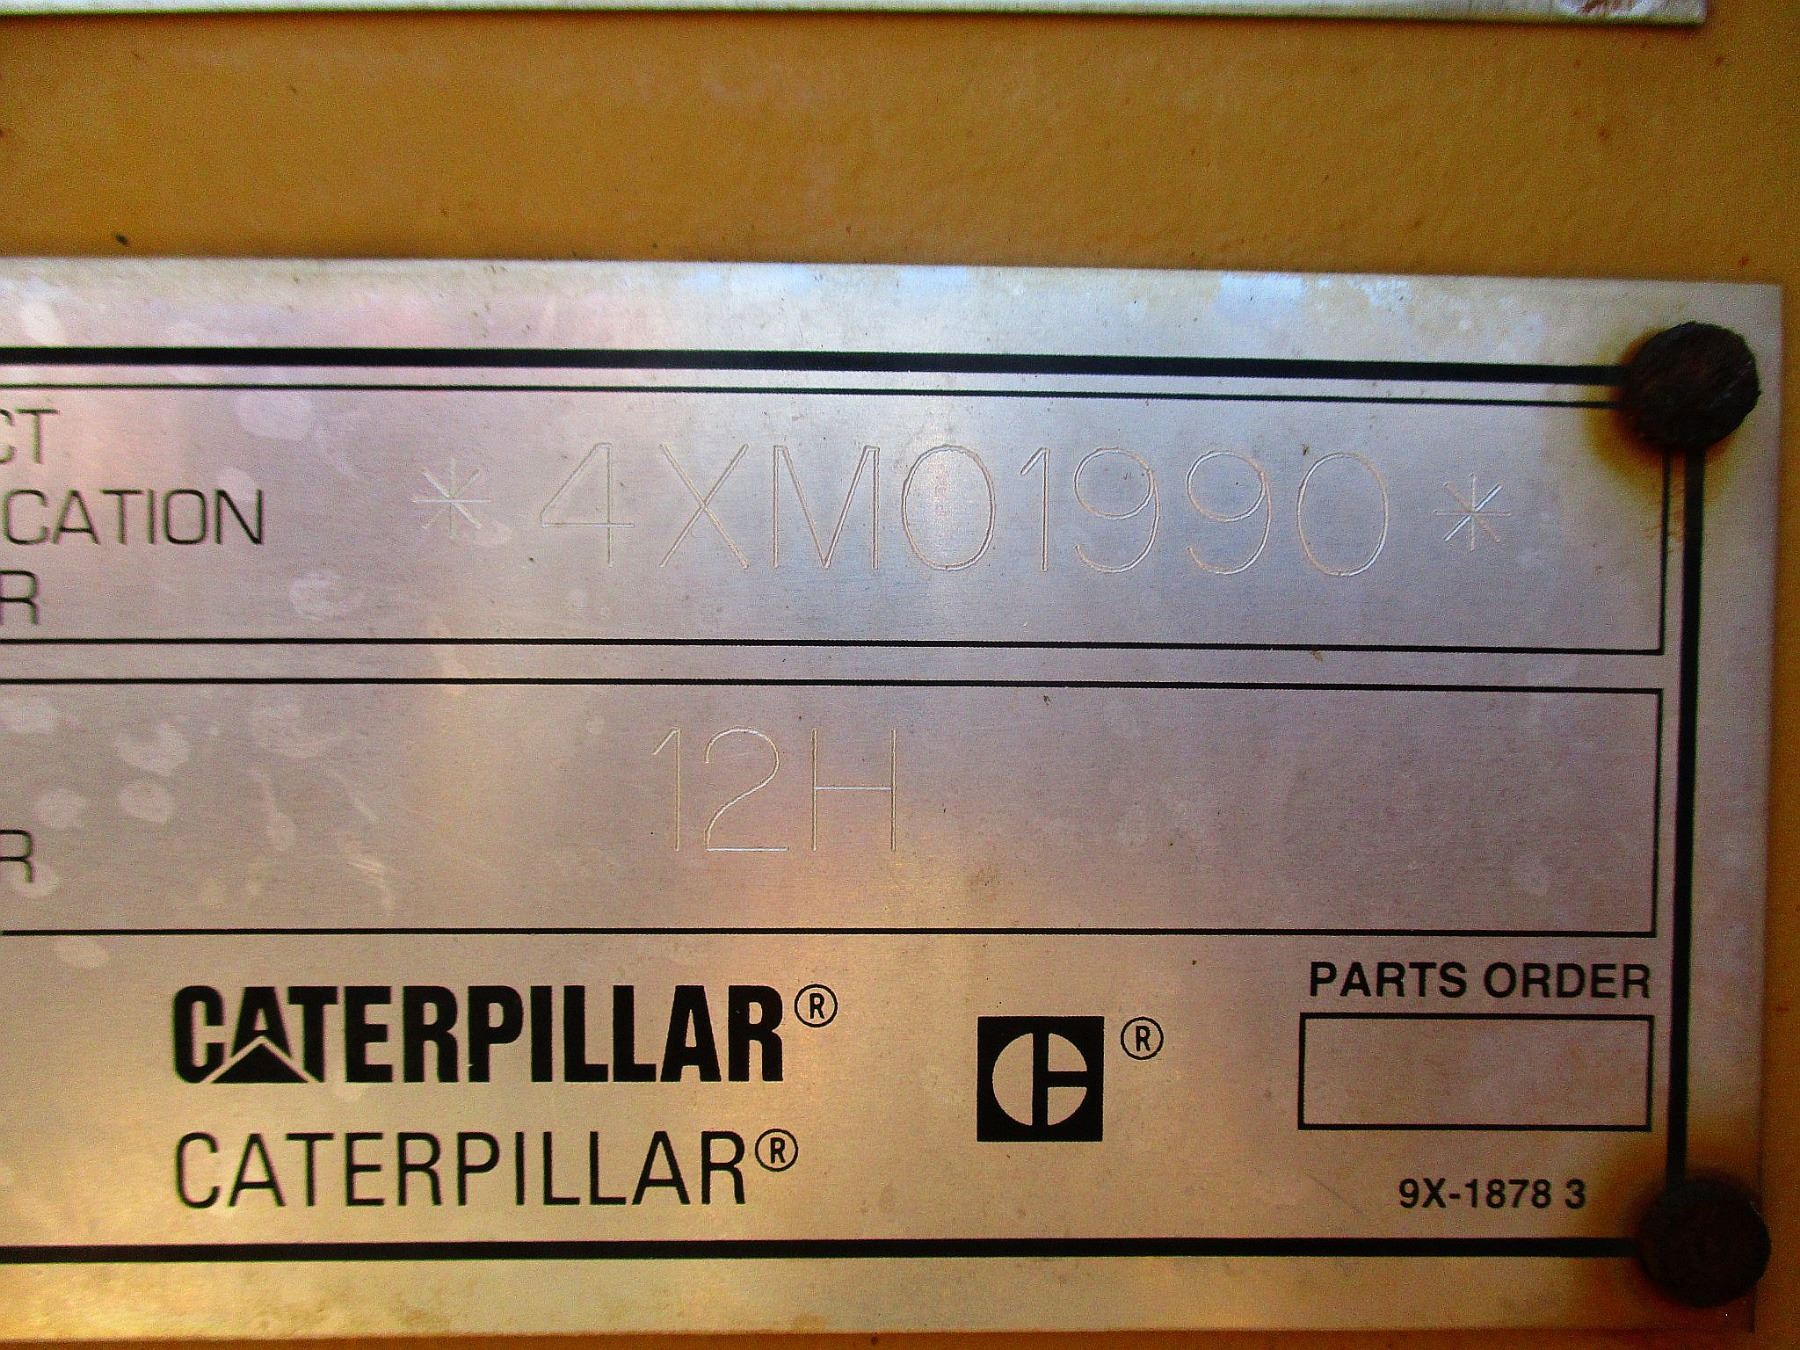 CT
CATION
R
*4XM01990*
12H
R
CATERPILLAR®
CATERPILLAR®
®
PARTS ORDER
9X-1878 3